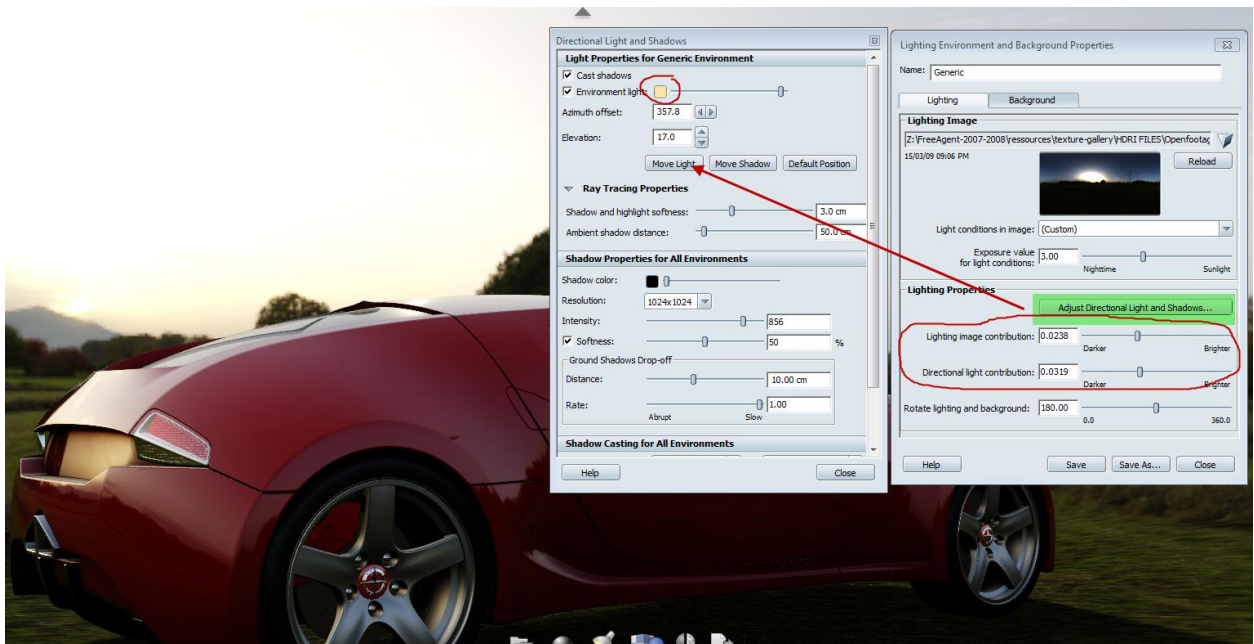 Directional Light and Shadows
Light Properties for Generic Environment
Cast shadows
Environment light:
Azimuth offset: 357.8
Elevation: 17.0
Move Light Move Shadow Default Position
Ray Tracing Properties
Shadow and highlight softness: 3.0 cm
Ambient shadow distance: 50.0 cm
Shadow Properties for All Environments
Shadow color:
Resolution: 1024x1024
Intensity: 856
Softness: 50 %
Ground Shadows Drop-off
Distance: 10.00 cm
Rate: 1.00
Abrupt Slow
Shadow Casting for All Environments
Help Close
Lighting Environment and Background Properties
Name: Generic
Lighting Background
Lighting Image
Z:\FreeAgent-2007-2008\ressources\texture-gallery\HDRI FILES\Openfootag
15/03/09 09:06 PM Reload
Light conditions in image: (Custom)
Exposure value
for light conditions: 3.00
Nighttime Sunlight
Lighting Properties
Adjust Directional Light and Shadows...
Lighting image contribution: 0.0238
Darker Brighter
Directional light contribution: 0.0319
Darker Brighter
Rotate lighting and background: 180.00
0.0 360.0
Help Save Save As... Close